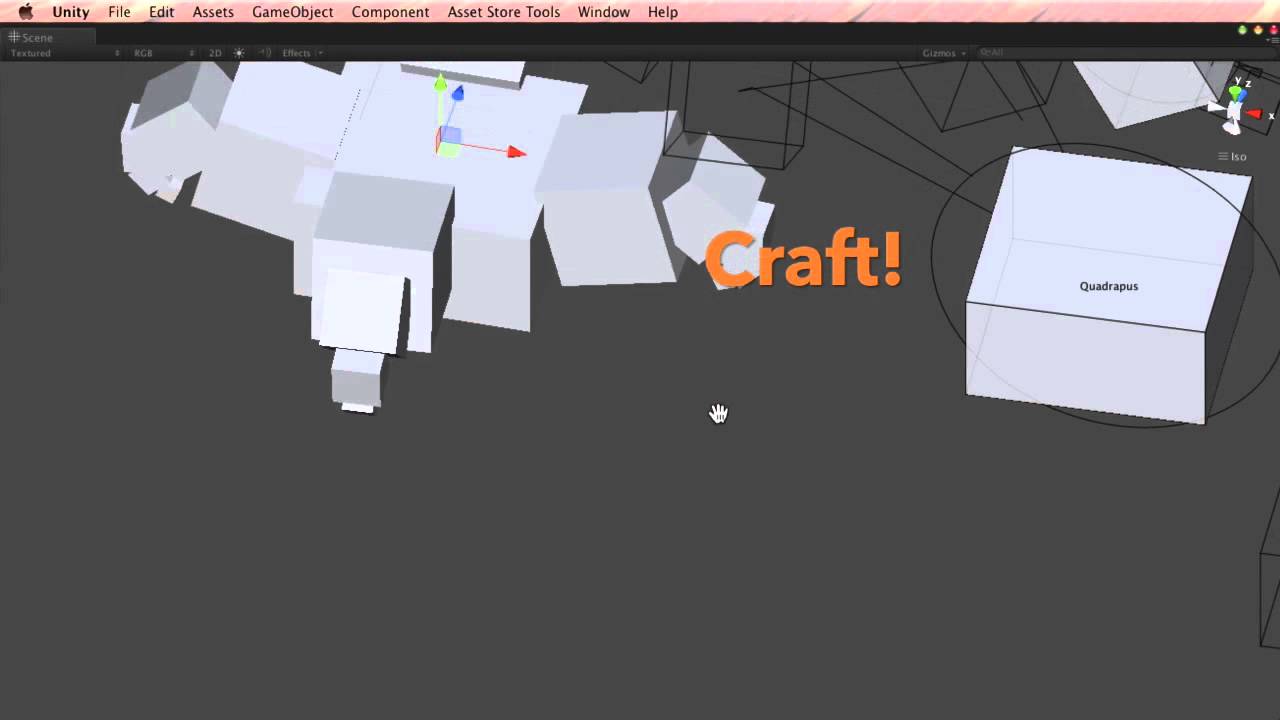 Unity File Edit Assets GameObject Component Asset Store Tools Window Help
Scene
Textured RGB 2D Effects Gizmos All
y z
x
Iso
Craft!
Quadrapus